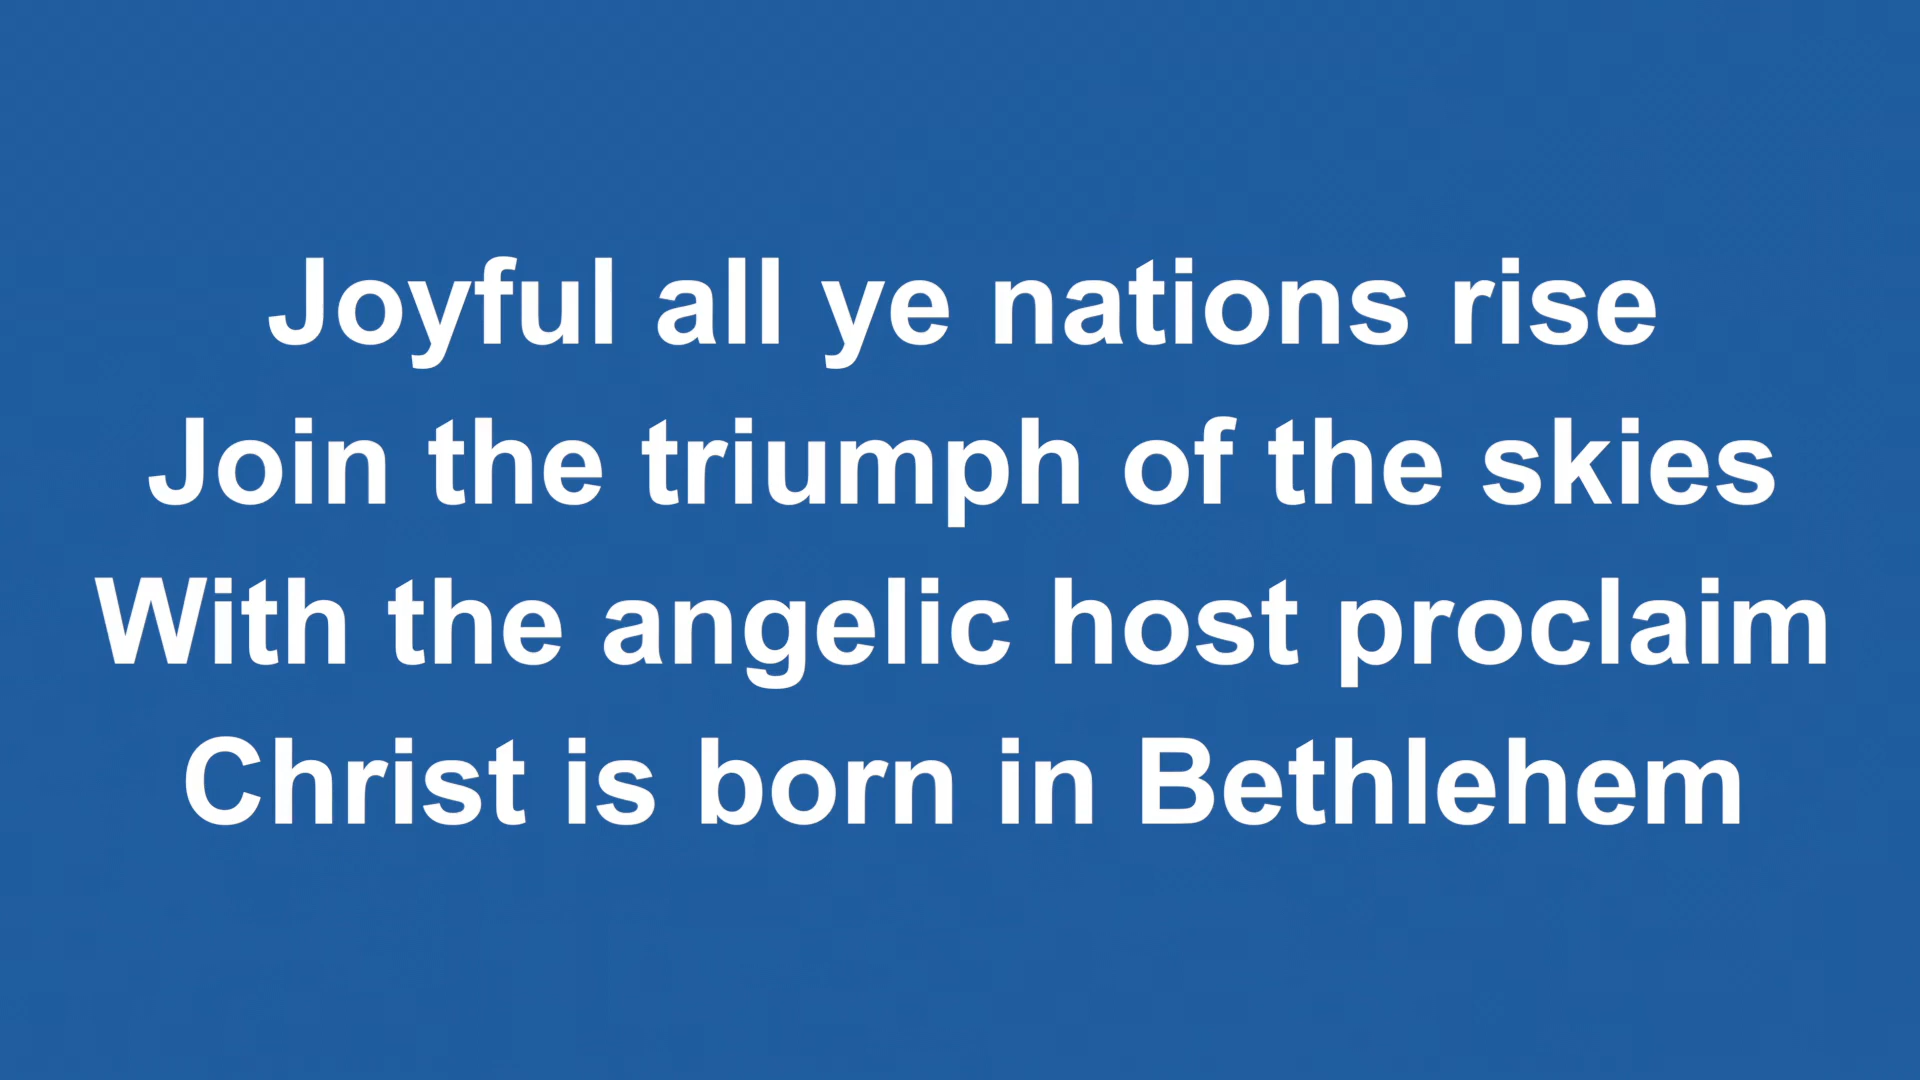 Joyful all ye nations rise
Join the triumph of the skies
With the angelic host proclaim
Christ is born in Bethlehem